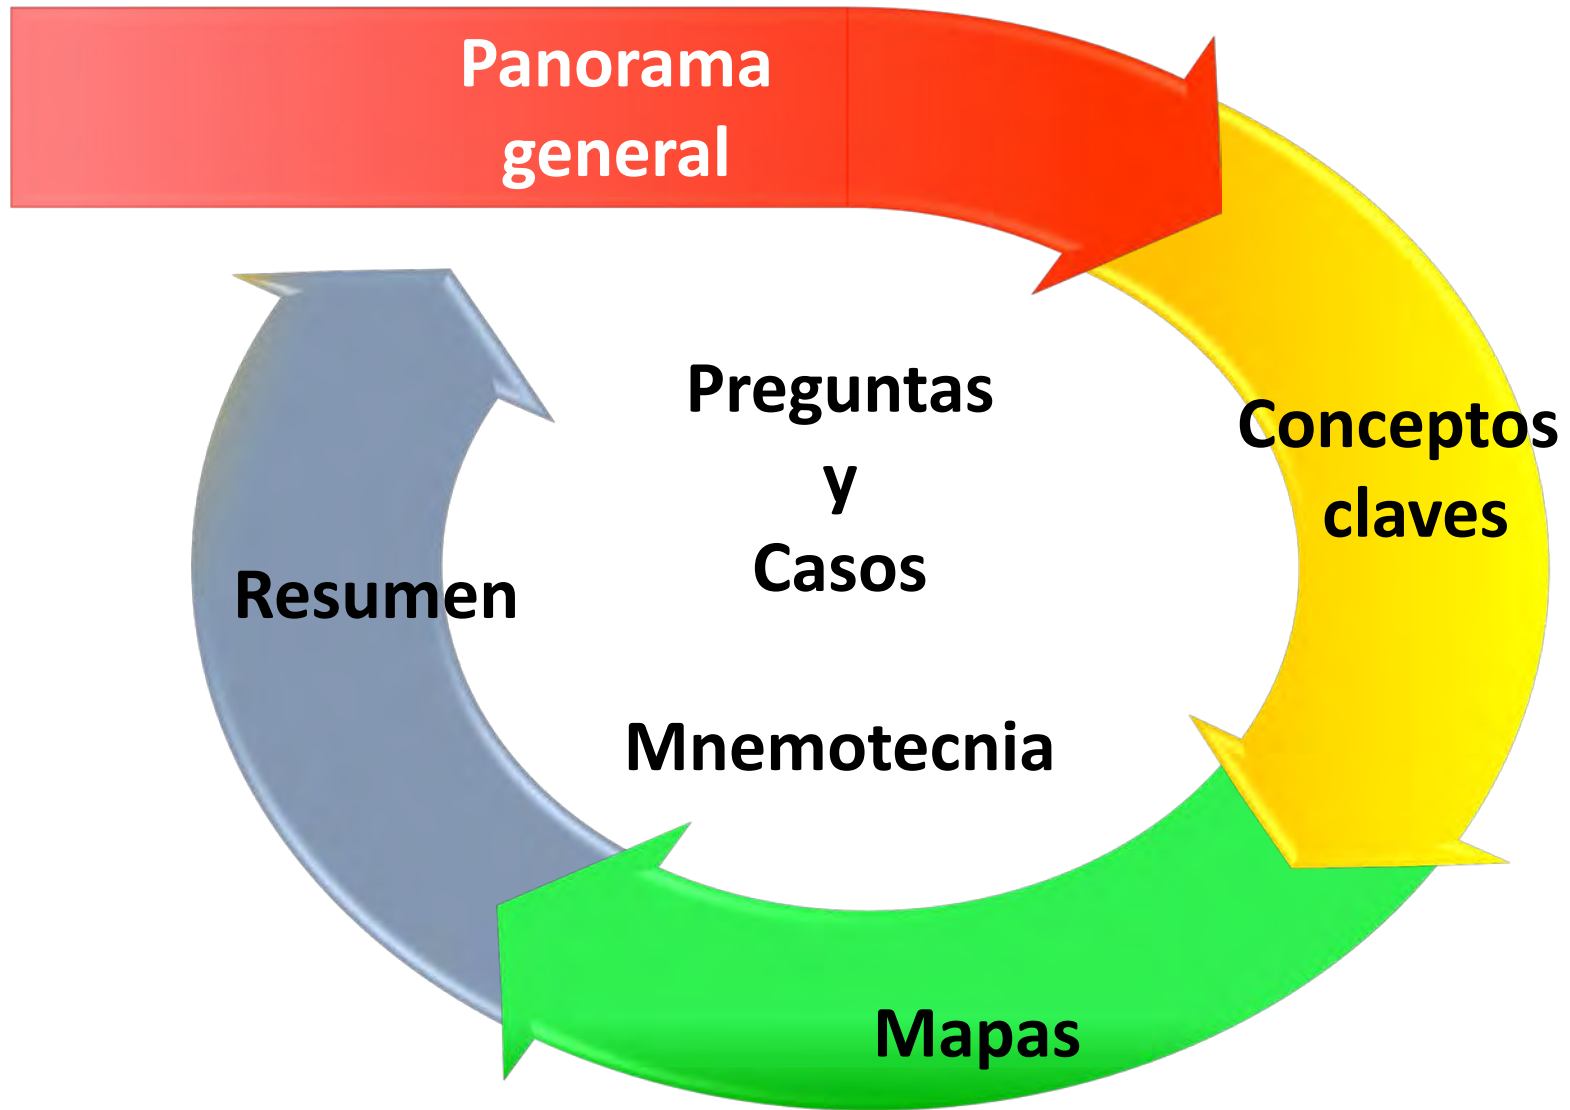 Panorama
general
Conceptos
claves
Mapas
Resumen
Preguntas
y
Casos
Mnemotecnia